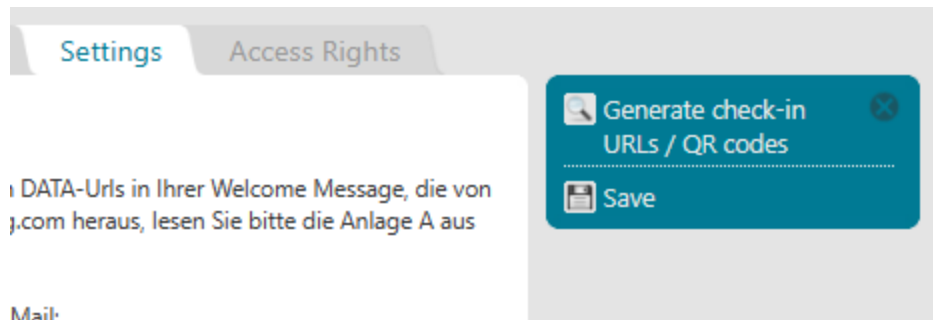 Settings
Access Rights
Generate check-in
URLs / QR codes
Save
DATA-Urls in Ihrer Welcome Message, die von
.com heraus, lesen Sie bitte die Anlage A aus
Mail: